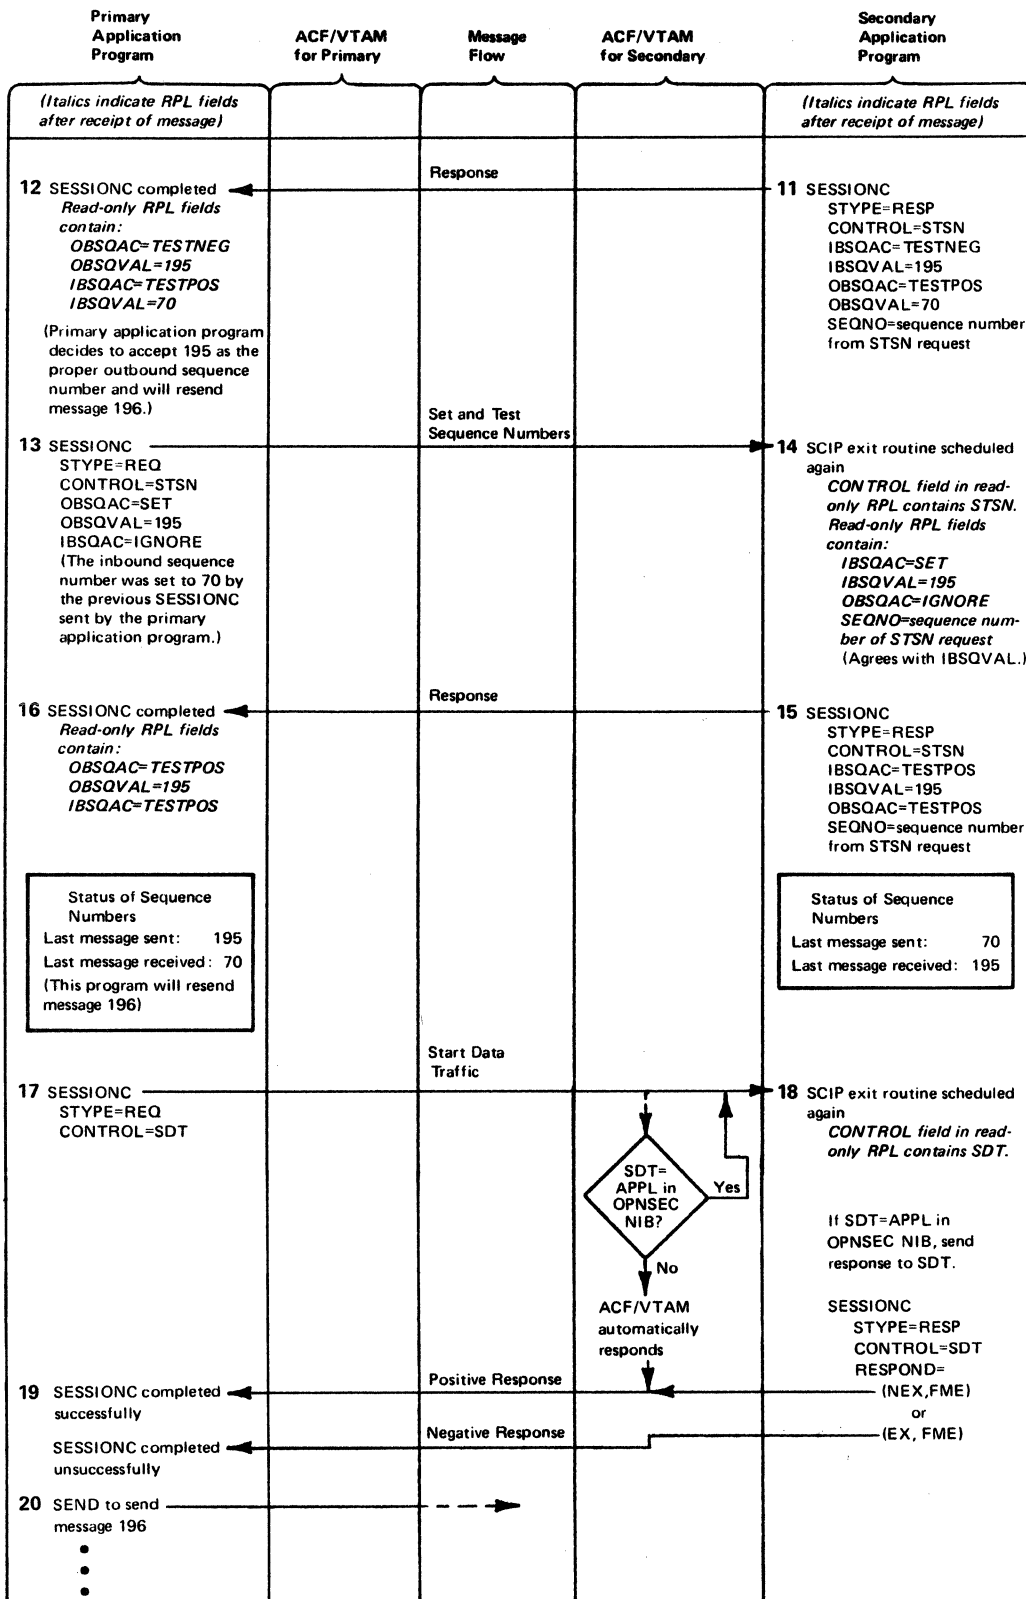 Primary
Application
Program
ACF/VTAM
for Primary
Message
Flow
ACF/VTAM
for Secondary
Secondary
Application
Program
(Italics indicate RPL fields
after receipt of message)
(Italics indicate RPL fields
after receipt of message)
Response
12 SESSIONC completed
Read-only RPL fields
contain:
OBSQAC=TESTNEG
OBSQVAL=195
IBSQAC=TESTPOS
IBSQVAL=70
(Primary application program
decides to accept 195 as the
proper outbound sequence
number and will resend
message 196.)
11 SESSIONC
STYPE=RESP
CONTROL=STSN
IBSQAC=TESTNEG
IBSQVAL=195
OBSQAC=TESTPOS
OBSQVAL=70
SEQNO=sequence number
from STSN request
Set and Test
Sequence Numbers
13 SESSIONC
STYPE=REQ
CONTROL=STSN
OBSQAC=SET
OBSQVAL=195
IBSQAC=IGNORE
(The inbound sequence
number was set to 70 by
the previous SESSIONC
sent by the primary
application program.)
14 SCIP exit routine scheduled
again
CONTROL field in read-
only RPL contains STSN.
Read-only RPL fields
contain:
IBSQAC=SET
IBSQVAL=195
OBSQAC=IGNORE
SEQNO=sequence num-
ber of STSN request
(Agrees with IBSQVAL.)
Response
16 SESSIONC completed
Read-only RPL fields
contain:
OBSQAC=TESTPOS
OBSQVAL=195
IBSQAC=TESTPOS
15 SESSIONC
STYPE=RESP
CONTROL=STSN
IBSQAC=TESTPOS
IBSQVAL=195
OBSQAC=TESTPOS
SEQNO=sequence number
from STSN request
Status of Sequence
Numbers
Last message sent: 195
Last message received: 70
(This program will resend
message 196)
Status of Sequence
Numbers
Last message sent: 70
Last message received: 195
Start Data
Traffic
17 SESSIONC
STYPE=REQ
CONTROL=SDT
18 SCIP exit routine scheduled
again
CONTROL field in read-
only RPL contains SDT.
SDT=
APPL in
OPNSEC
NIB?
Yes
No
ACF/VTAM
automatically
responds
If SDT=APPL in
OPNSEC NIB, send
response to SDT.
SESSIONC
STYPE=RESP
CONTROL=SDT
RESPOND=
(NEX,FME)
or
(EX, FME)
Positive Response
19 SESSIONC completed
successfully
Negative Response
SESSIONC completed
unsuccessfully
20 SEND to send
message 196